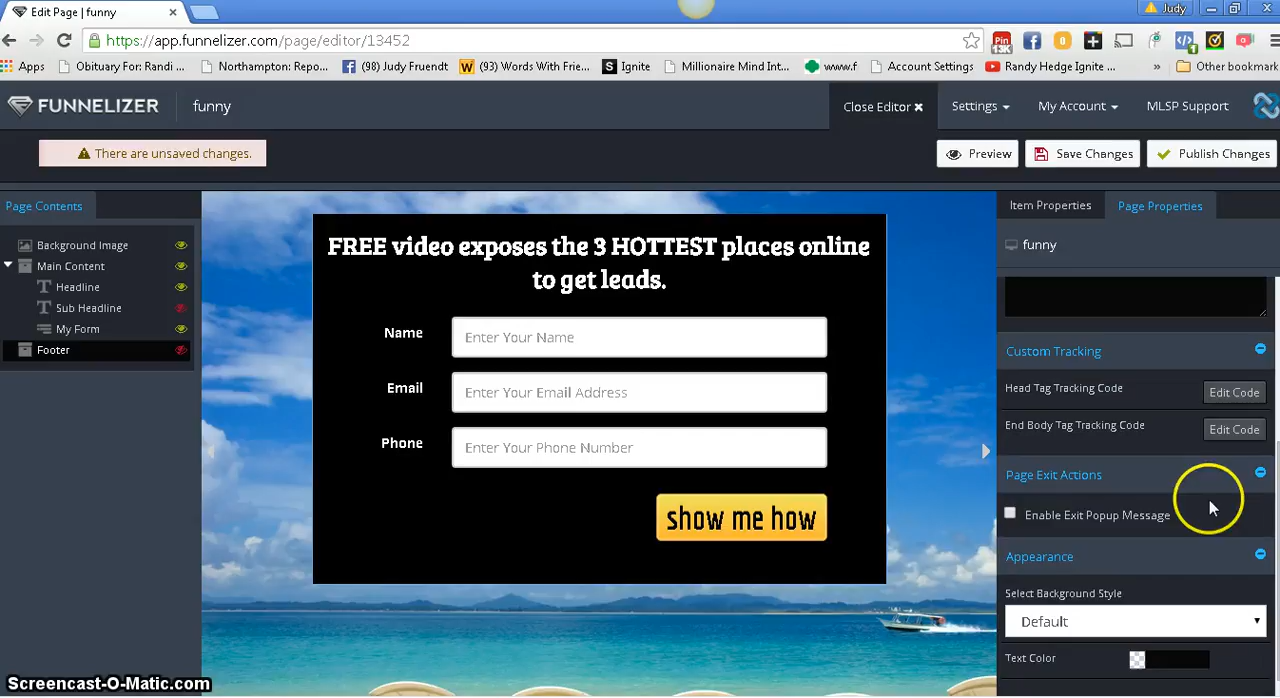 Edit Page | funny
Judy
https://app.funnelizer.com/page/editor/13452
Pin
13K
Apps
Obituary For: Randi ...
Northampton:epo...
(98) Judy Fruendt ...
(93) Words With Frie...
Ignite
Millionaire Mind Int...
www.f
Account Settings
Randy Hedge Ignite ...
»
Other bookmark
FUNNELIZER
funny
Close Editor ✖
Settings
My Account
MLSP Support
There are unsaved changes.
Preview
Save Changes
Publish Changes
Page Contents
Background Image
Main Content
Headline
Sub Headline
My Form
Footer
FREE video exposes the 3 HOTTEST places online
to get leads.
Name
Enter Your Name
Email
Enter Your Email Address
Phone
Enter Your Phone Number
show me how
Item Properties
Page Properties
funny
Custom Tracking
Head Tag Tracking Code
Edit Code
End Body Tag Tracking Code
Edit Code
Page Exit Actions
Enable Exit Popup Message
Appearance
Select Background Style
Default
Text Color
Screencast-O-Matic.com